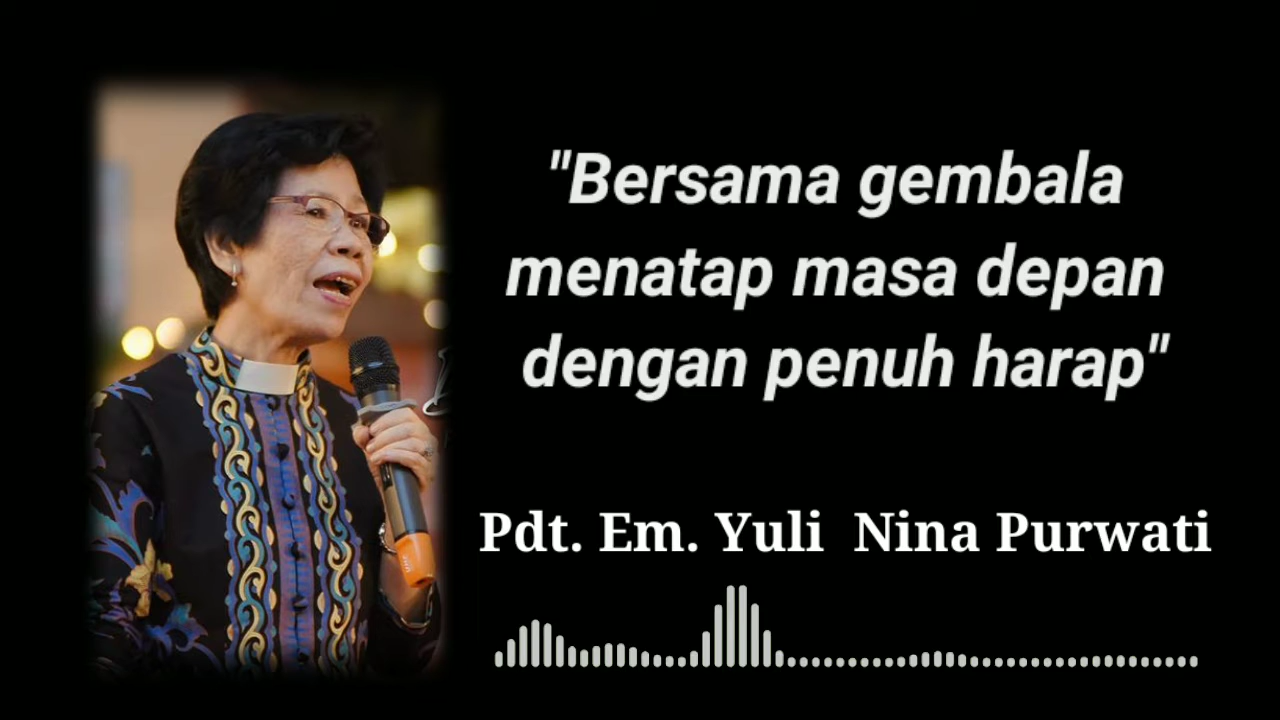 "Bersama gembala
menatap masa depan
dengan penuh harap"
Pdt. Em. Yuli Nina Purwati